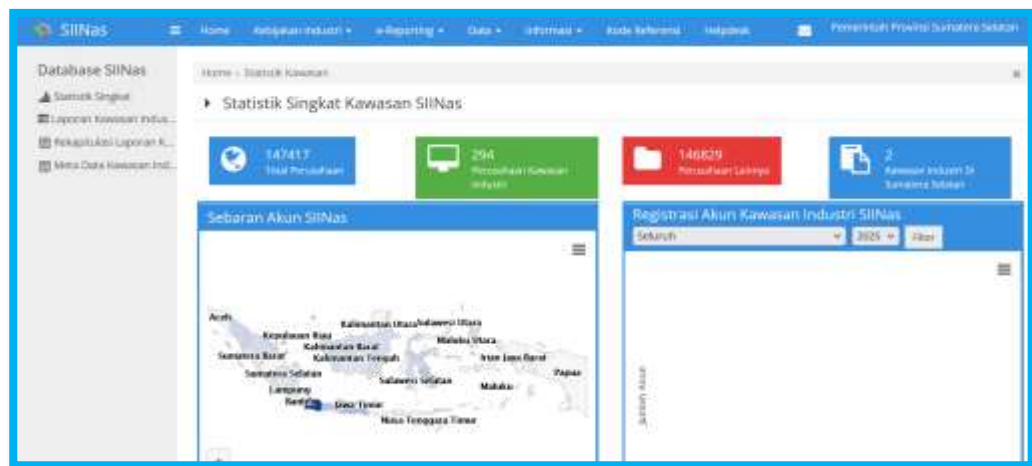 SIINas
Home Kebijakan Industri e-Reporting Data Informasi Kode Referensi Helpdesk Pemerintah Provinsi Sumatera Selatan
Database SIINas
Statistik Singkat
Laporan Kawasan Indus...
Rekapitulasi Laporan K...
Meta Data Kawasan Ind...
Home - Statistik Kawasan
Statistik Singkat Kawasan SIINas
147417
Total Perusahaan
294
Perusahaan Kawasan
Industri
146829
Perusahaan Lainnya
2
Kawasan Industri Di
Sumatera Selatan
Sebaran Akun SIINas
Aceh
Kalimantan Utara
Sulawesi Utara
Kepulauan Riau
Maluku Utara
Kalimantan Barat
Sumatera Barat
Kalimantan Tengah
Irian Jaya Barat
Sumatera Selatan
Sulawesi Selatan
Papua
Lampung
Maluku
Banten
Jawa Timur
Nusa Tenggara Timur
Registrasi Akun Kawasan Industri SIINas
Seluruh 2025 Filter
Jumlah Akun